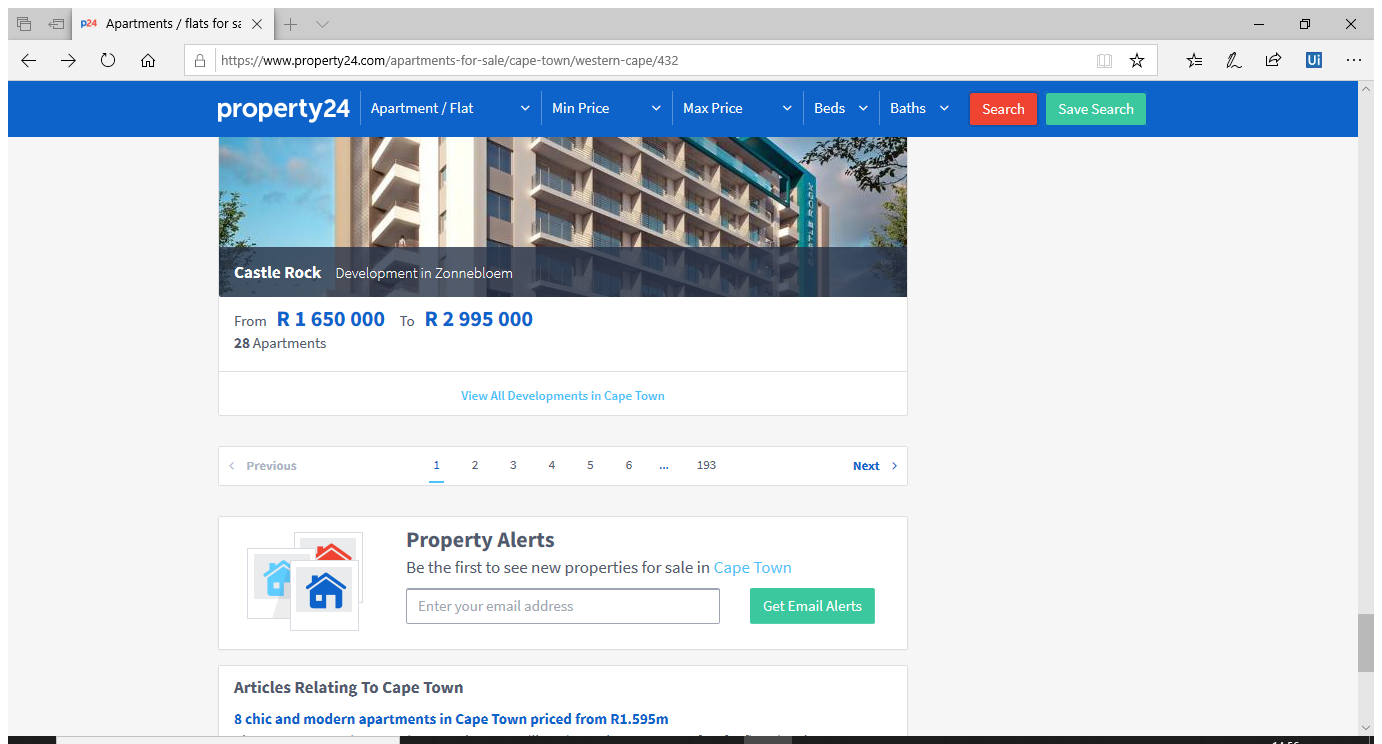 p24 Apartments / flats for sa
https://www.property24.com/apartments-for-sale/cape-town/western-cape/432
Ui
property24 Apartment / Flat Min Price Max Price Beds Baths Search Save Search
Castle Rock Development in Zonnebloem
From R 1 650 000 To R 2 995 000
28 Apartments
View All Developments in Cape Town
Previous 1 2 3 4 5 6 ... 193 Next
Property Alerts
Be the first to see new properties for sale in Cape Town
Enter your email address Get Email Alerts
Articles Relating To Cape Town
8 chic and modern apartments in Cape Town priced from R1.595m